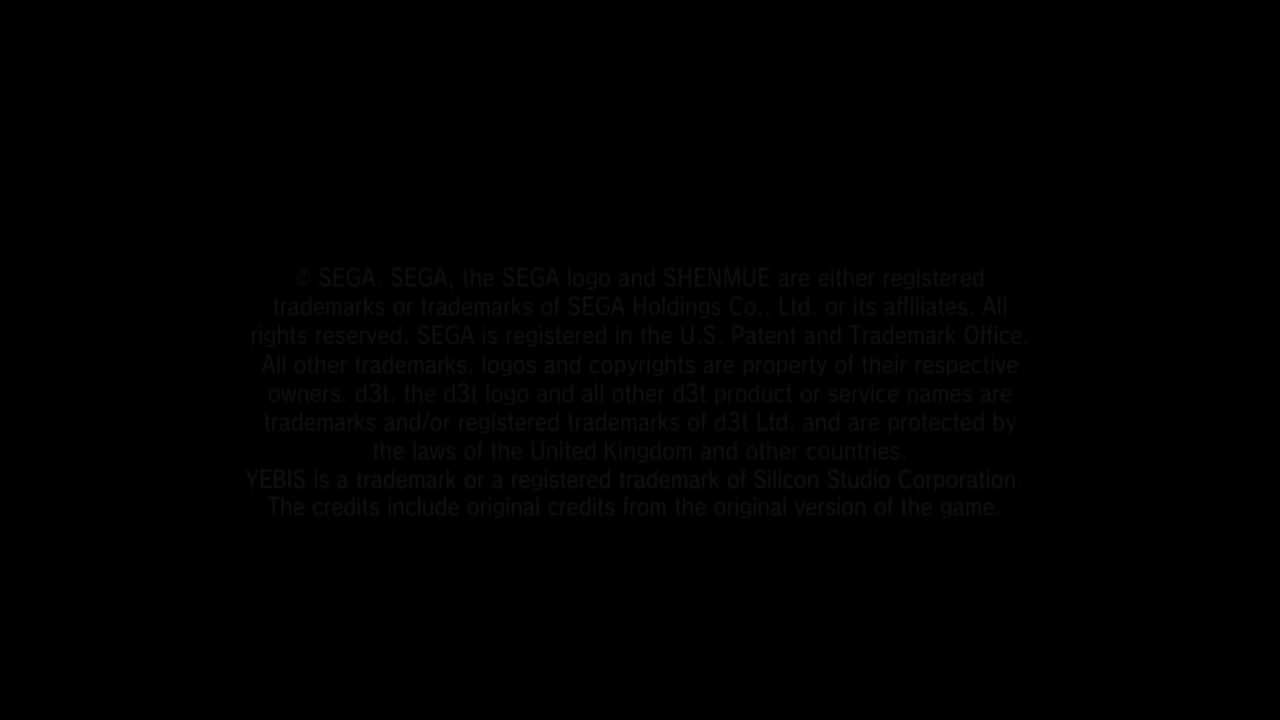 © SEGA. SEGA, the SEGA logo and SHENMUE are either registered
trademarks or trademarks of SEGA Holdings Co., Ltd. or its affiliates. All
rights reserved. SEGA is registered in the U.S. Patent and Trademark Office.
All other trademarks, logos and copyrights are property of their respective
owners. d3t, the d3t logo and all other d3t product or service names are
trademarks and/or registered trademarks of d3t Ltd. and are protected by
the laws of the United Kingdom and other countries.
YEBIS is a trademark or a registered trademark of Silicon Studio Corporation.
The credits include original credits from the original version of the game.